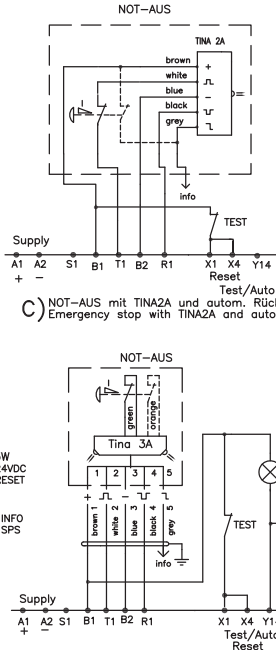 NOT-AUS
TINA 2A
brown
+
white
blue
−
black
grey
info
TEST
Supply
A1 A2 S1 B1 T1 B2 R1 X1 X4 Y14
+ − Reset
Test/Auto
C) NOT-AUS mit TINA2A und autom. Rück
Emergency stop with TINA2A and auto
NOT-AUS
green
orange
Tina 3A
1 2 3 4 5
W
24VDC
RESET
+ −
brown 1
white 2
blue 3
black 4
grey 5
INFO
SPS
TEST
info
Supply
A1 A2 S1 B1 T1 B2 R1 X1 X4 Y1
+ −
Test/Auto
Reset